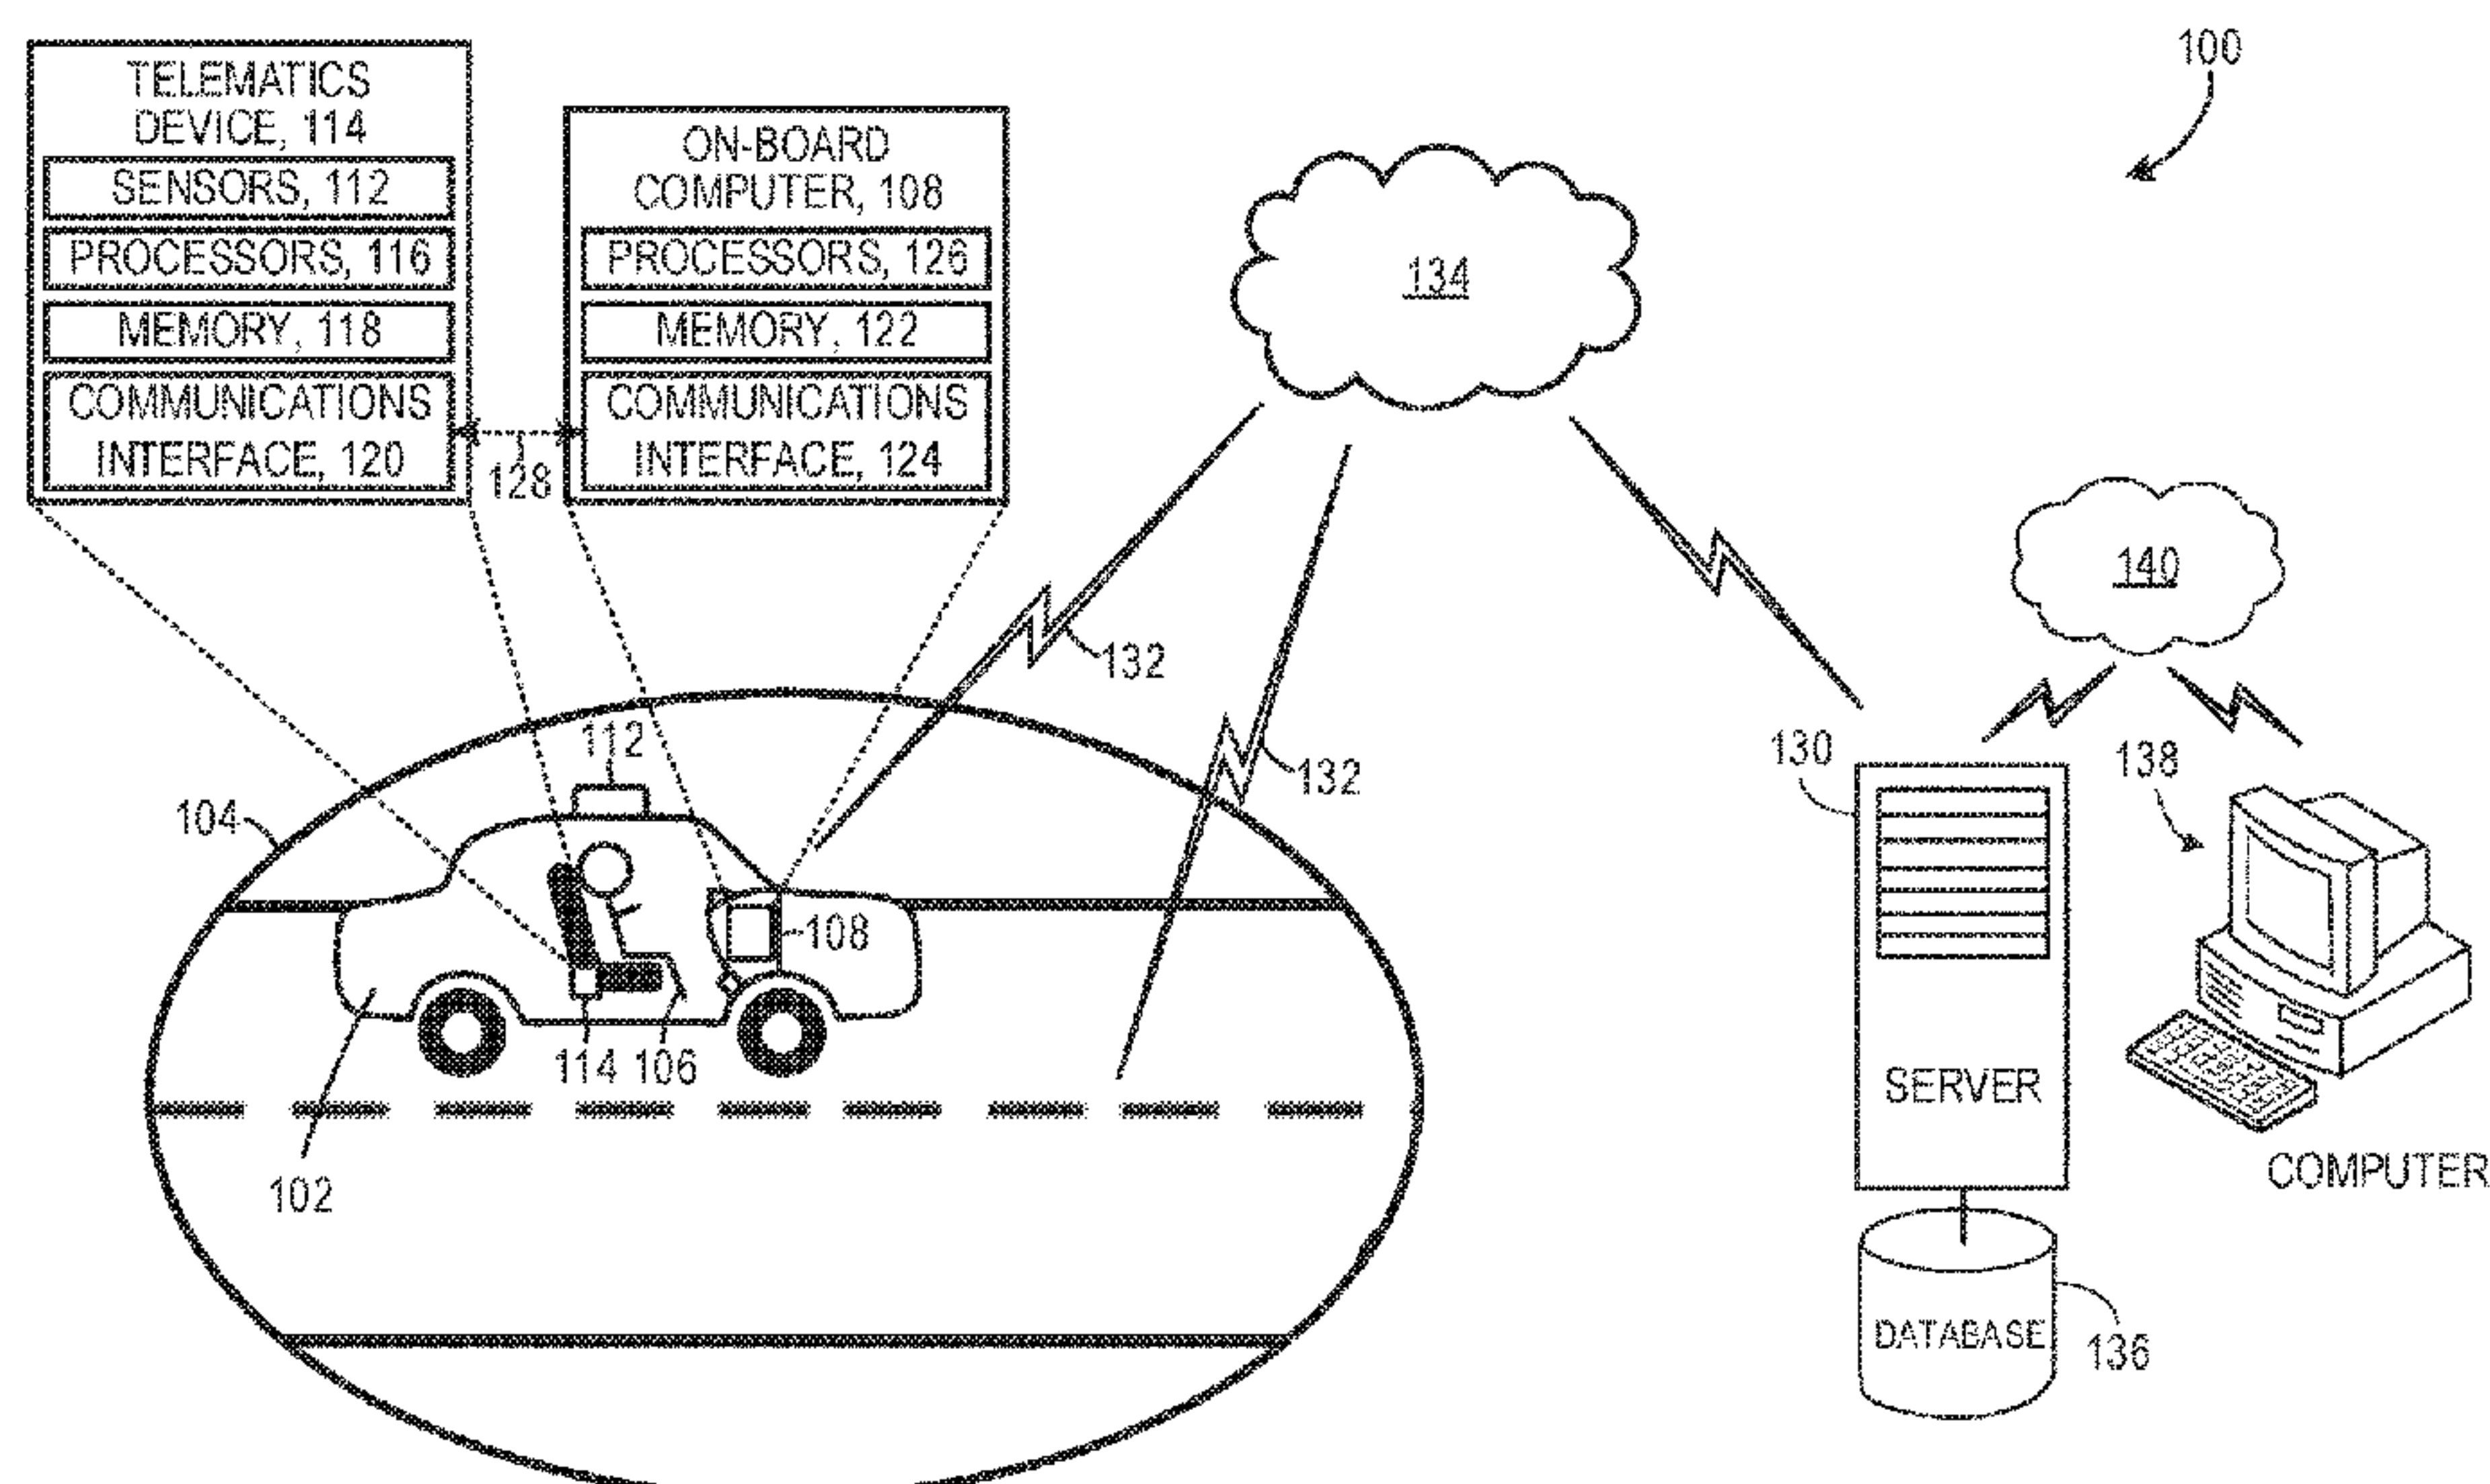 100
TELEMATICS
DEVICE, 114
SENSORS, 112
PROCESSORS, 116
MEMORY, 118
COMMUNICATIONS
INTERFACE, 120
128
ON-BOARD
COMPUTER, 108
PROCESSORS, 126
MEMORY, 122
COMMUNICATIONS
INTERFACE, 124
134
140
132
132
112
104
108
114 106
102
130
138
SERVER
COMPUTER
DATABASE
136